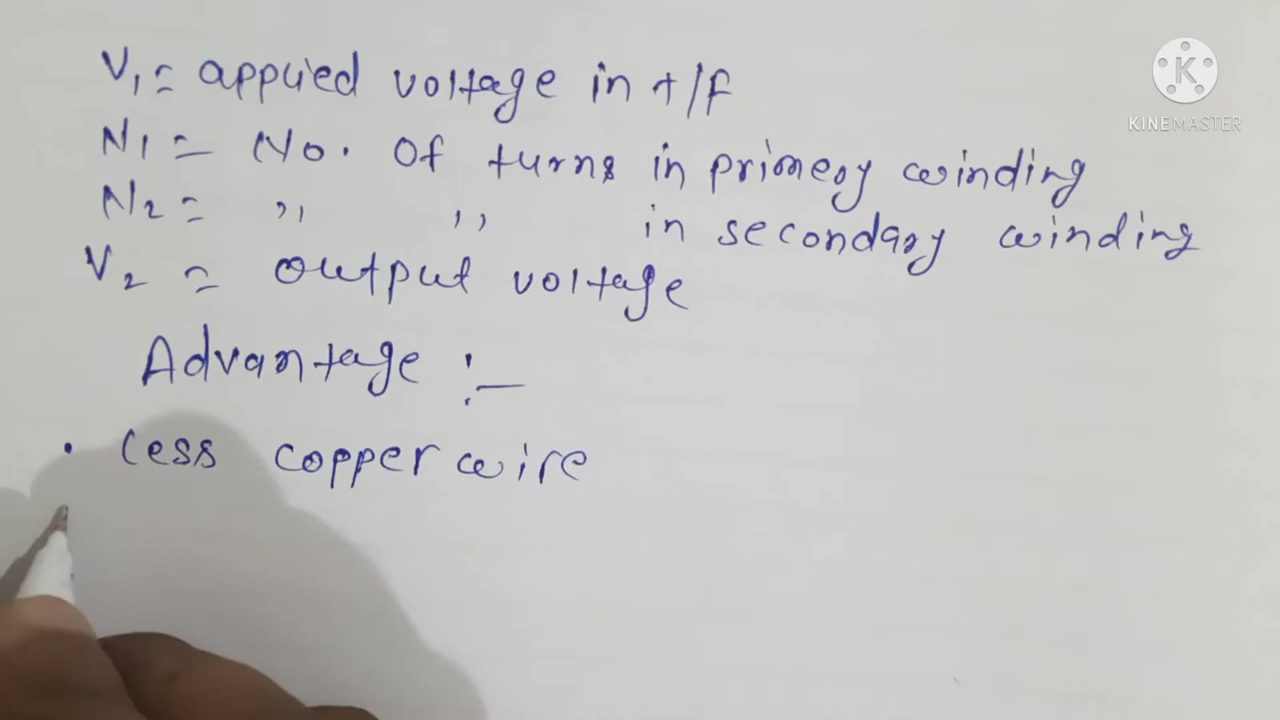 V1 = applied voltage in t/F
N1 = No. of turns in primery winding
N2 = ,, ,, in secondary winding
V2 = output voltage
Advantage :-
• Less copper wire
K
KINEMASTER